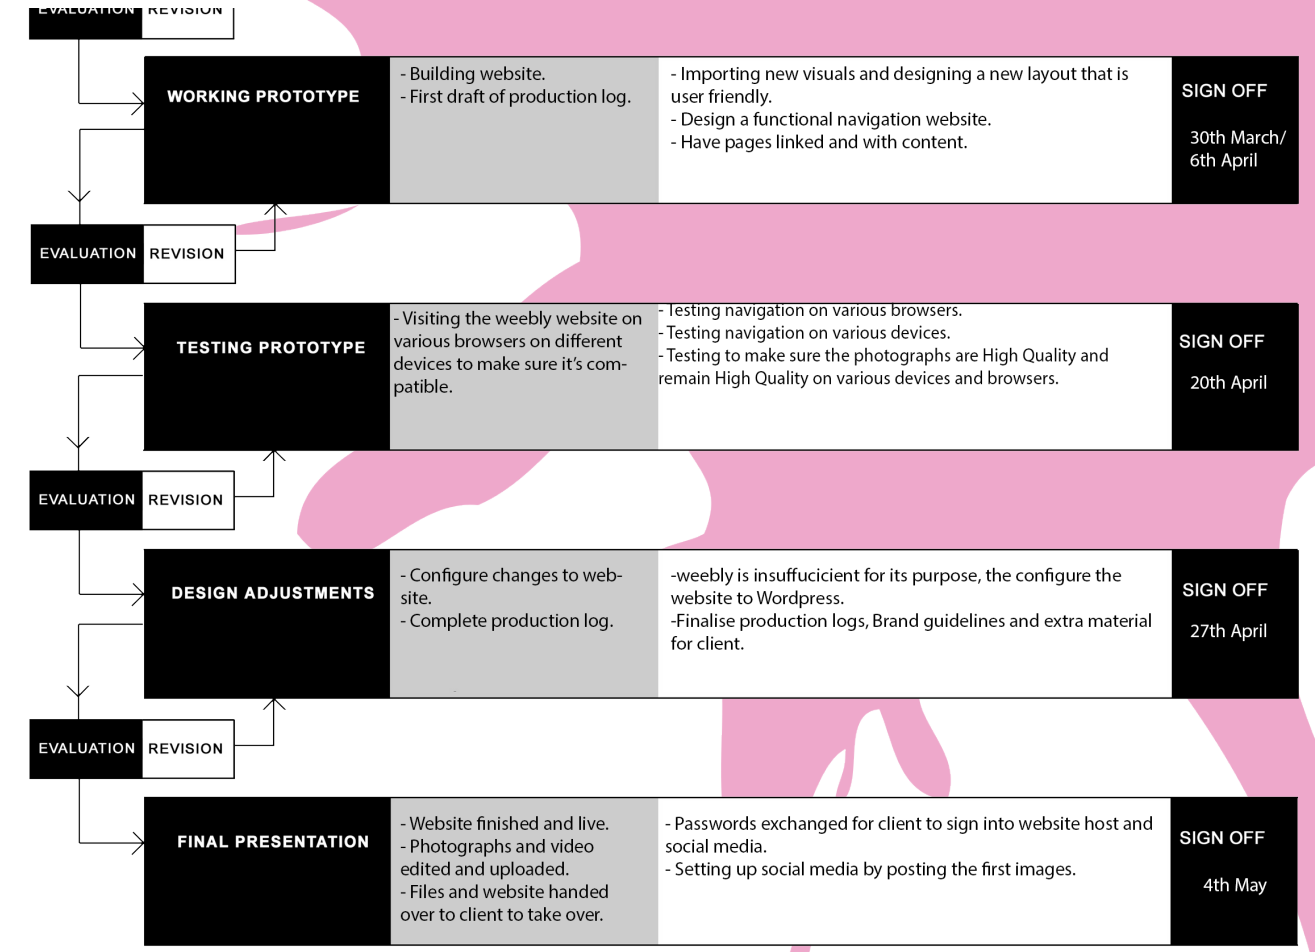 EVALUATION REVISION
WORKING PROTOTYPE
- Building website.
- First draft of production log.
- Importing new visuals and designing a new layout that is
user friendly.
- Design a functional navigation website.
- Have pages linked and with content.
SIGN OFF
30th March/
6th April
EVALUATION REVISION
TESTING PROTOTYPE
- Visiting the weebly website on
various browsers on different
devices to make sure it's com-
patible.
- Testing navigation on various browsers.
- Testing navigation on various devices.
- Testing to make sure the photographs are High Quality and
remain High Quality on various devices and browsers.
SIGN OFF
20th April
EVALUATION REVISION
DESIGN ADJUSTMENTS
- Configure changes to web-
site.
- Complete production log.
-weebly is insuffucicient for its purpose, the configure the
website to Wordpress.
-Finalise production logs, Brand guidelines and extra material
for client.
SIGN OFF
27th April
EVALUATION REVISION
FINAL PRESENTATION
- Website finished and live.
- Photographs and video
edited and uploaded.
- Files and website handed
over to client to take over.
- Passwords exchanged for client to sign into website host and
social media.
- Setting up social media by posting the first images.
SIGN OFF
4th May